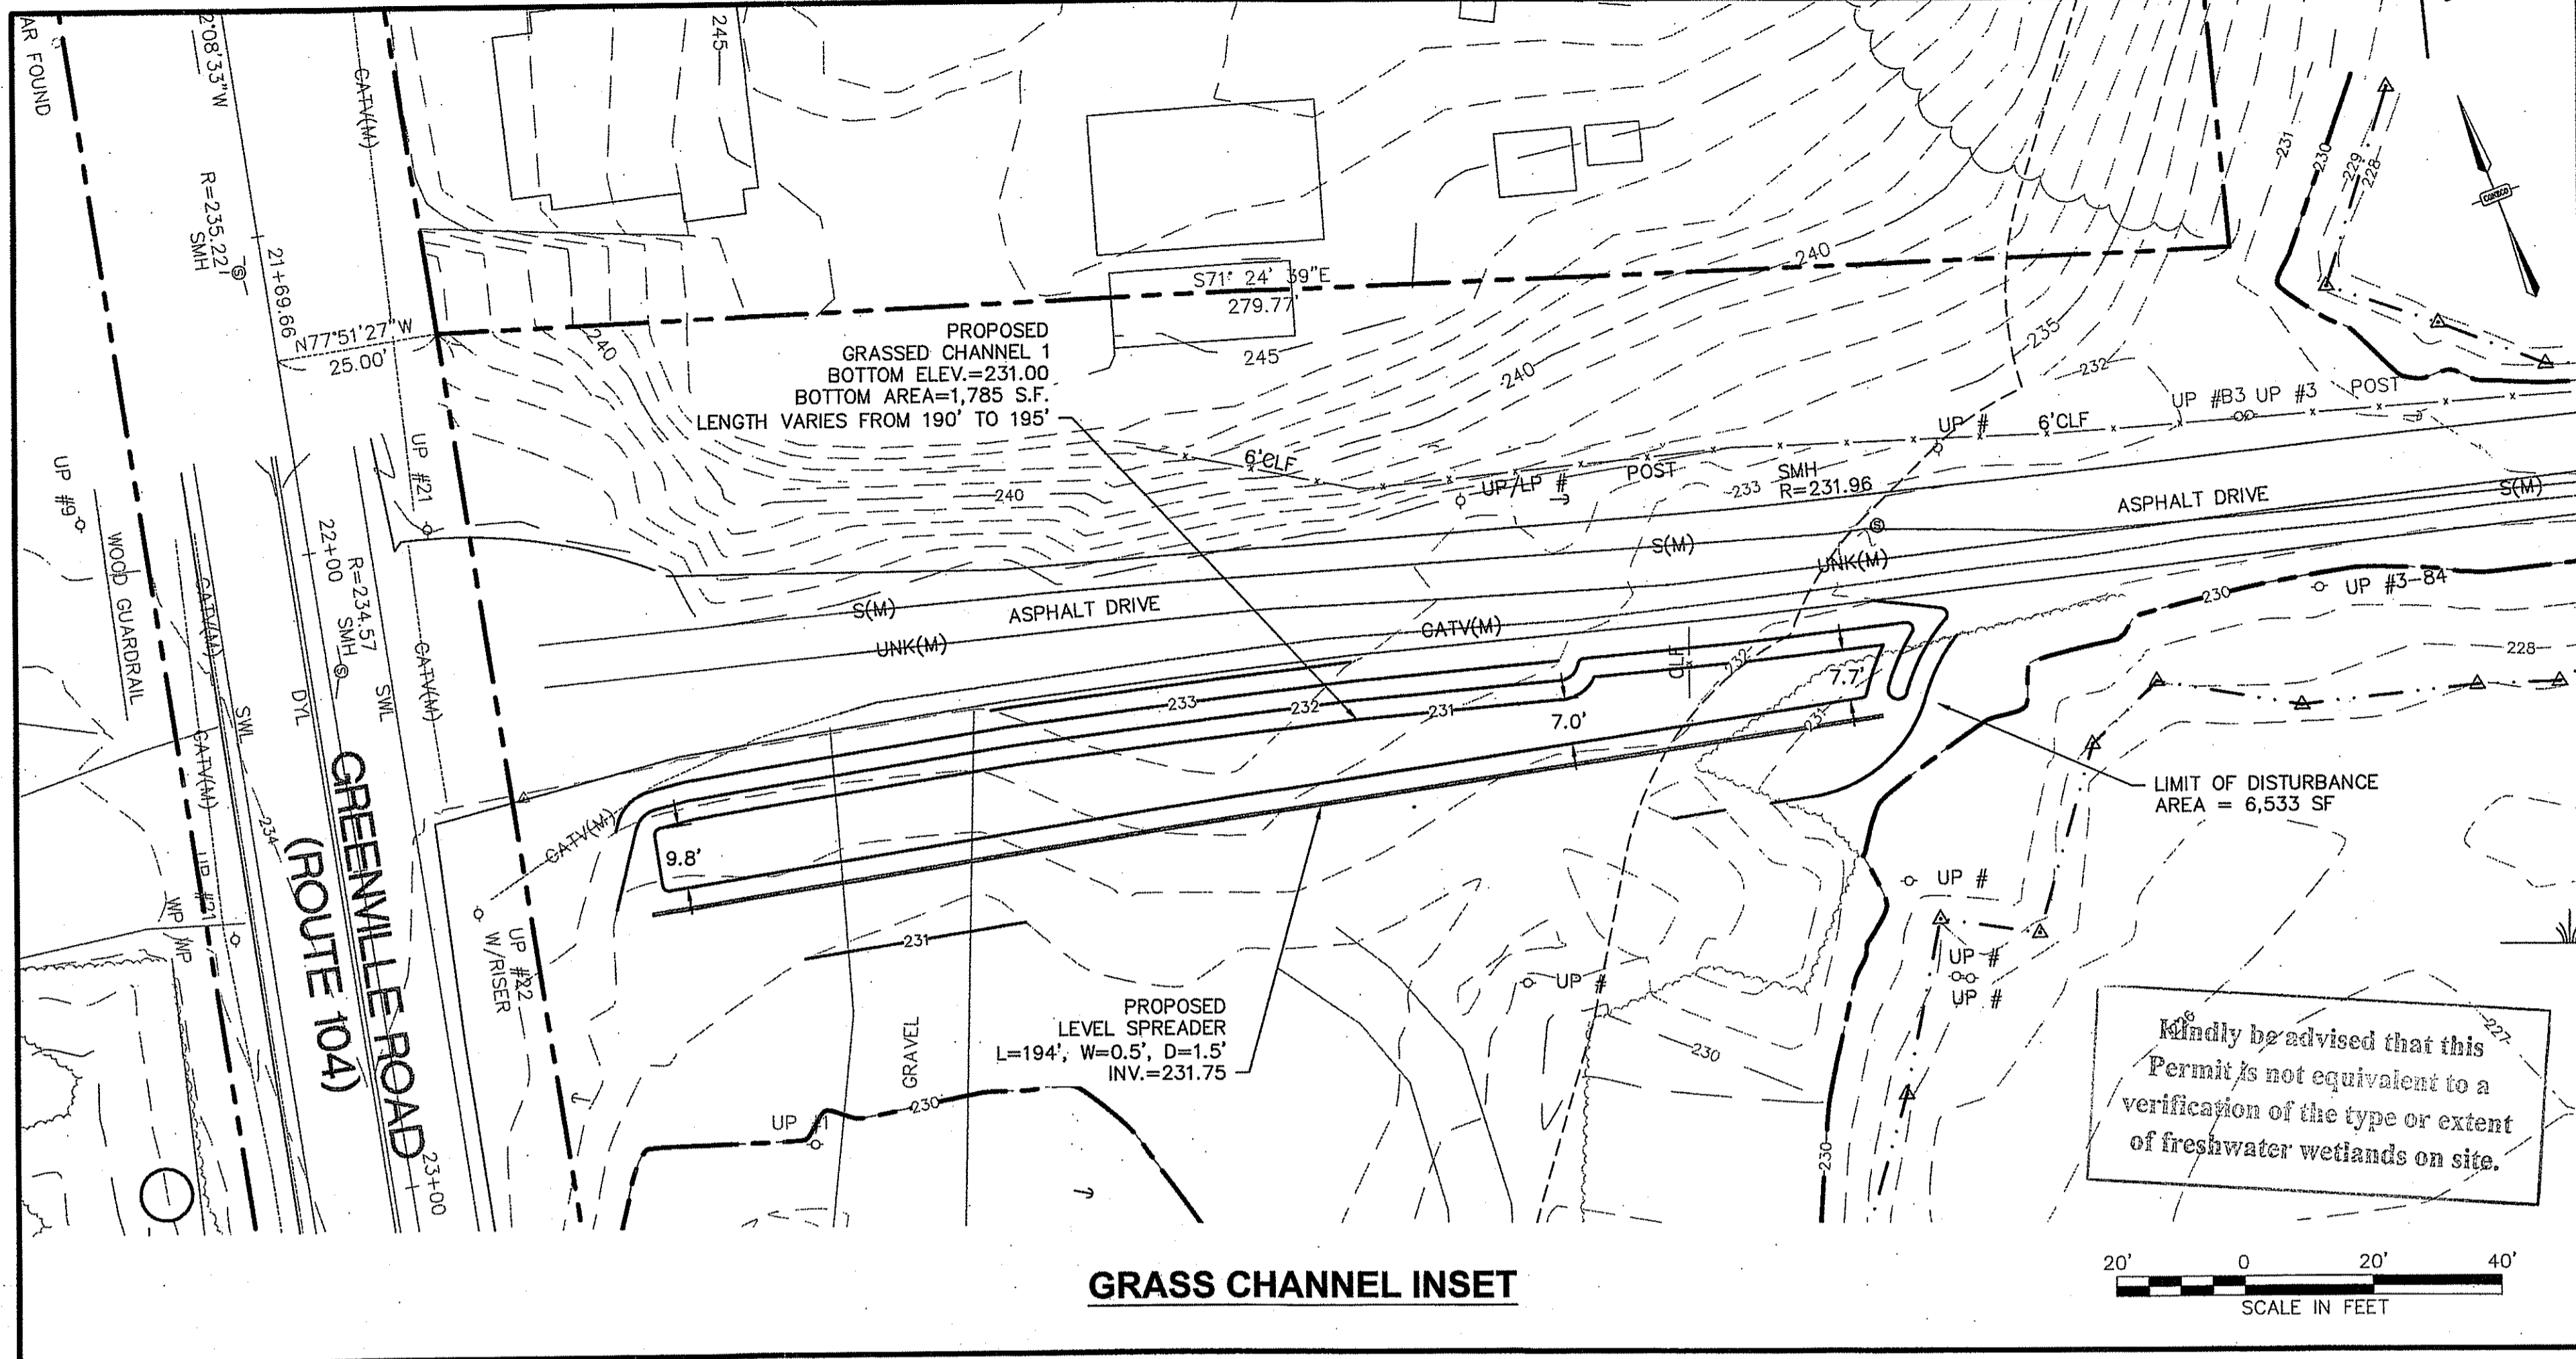 AR FOUND
2°08'33"W
CATV(M)
245
R=235.22'
SMH
21+69.66
N77°51'27"W
25.00'
S71° 24' 39"E
279.77'
240
PROPOSED
GRASSED CHANNEL 1
BOTTOM ELEV.=231.00
BOTTOM AREA=1,785 S.F.
LENGTH VARIES FROM 190' TO 195'
245
240
240
240
235
232
231
230
229
228
CONECO
UP #B3 UP #3
POST
UP #
6'CLF
6'CLF
UP/LP #
POST
233
SMH
R=231.96
ASPHALT DRIVE
S(M)
S(M)
UNK(M)
UP #9
WOOD GUARDRAIL
UP #21
22+00
R=234.57
SMH
CATV(M)
CATV(M)
CATV(M)
SWL
DYL
SWL
S(M)
ASPHALT DRIVE
UNK(M)
CATV(M)
CLF
232
233
232
231
7.0'
7.7'
231
230
UP #3-84
228
LIMIT OF DISTURBANCE
AREA = 6,533 SF
GREENVILLE ROAD
(ROUTE 104)
234
UP #21
WP
WP
CATV(M)
9.8'
UP #22
W/RISER
231
GRAVEL
PROPOSED
LEVEL SPREADER
L=194', W=0.5', D=1.5'
INV.=231.75
UP #
UP #
UP #
UP #
230
230
230
UP #1
23+00
227
Kindly be advised that this
Permit is not equivalent to a
verification of the type or extent
of freshwater wetlands on site.
GRASS CHANNEL INSET
20' 0 20' 40'
SCALE IN FEET